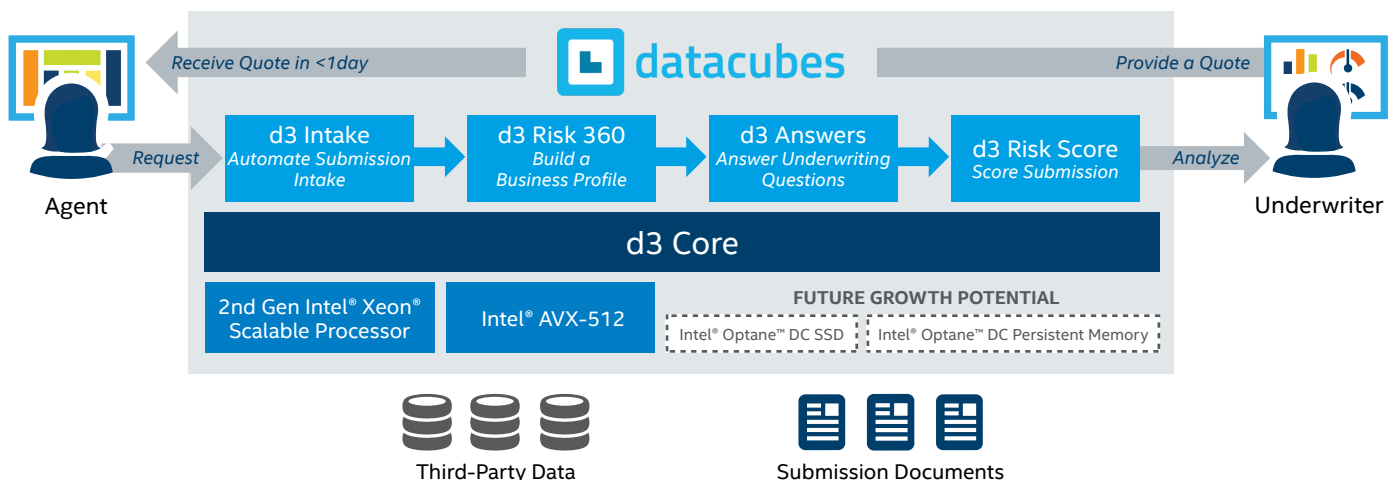 datacubes
Receive Quote in <1day
Provide a Quote
Request
d3 Intake
Automate Submission
Intake
d3 Risk 360
Build a
Business Profile
d3 Answers
Answer Underwriting
Questions
d3 Risk Score
Score Submission
Analyze
Agent
Underwriter
d3 Core
2nd Gen Intel® Xeon®
Scalable Processor
Intel® AVX-512
FUTURE GROWTH POTENTIAL
Intel® Optane™ DC SSD
Intel® Optane™ DC Persistent Memory
Third-Party Data
Submission Documents